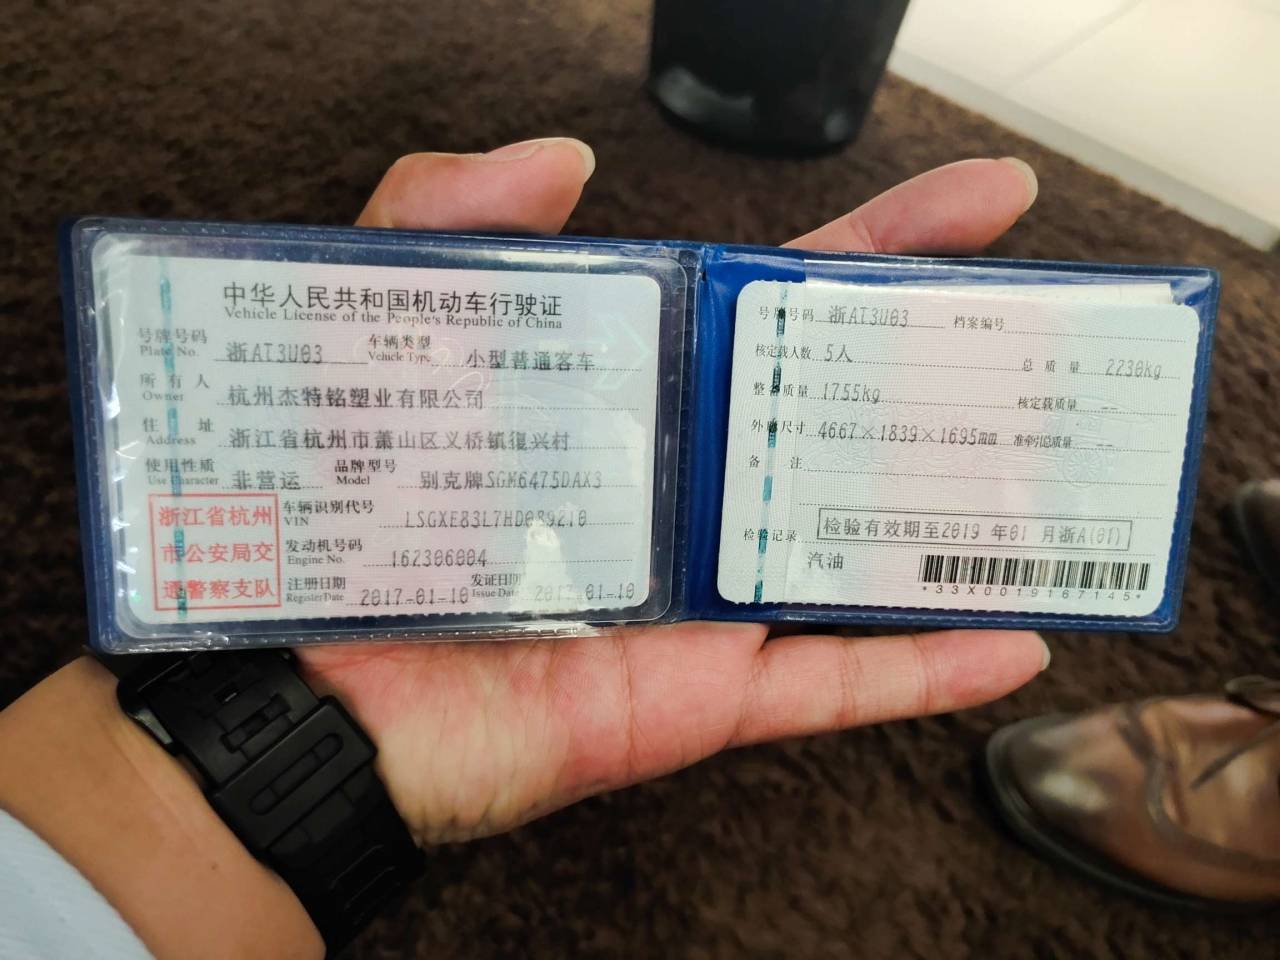 中华人民共和国机动车行驶证
Vehicle License of the People's Republic of China
号牌号码 浙AT3U03 车辆类型 小型普通客车
Plate No. Vehicle Type
所有人 杭州杰特铭塑业有限公司
Owner
住址 浙江省杭州市萧山区义桥镇復兴村
Address
使用性质 非营运 品牌型号 别克牌SGM6475DAX3
Use Character Model
浙江省杭州
市公安局交
通警察支队
车辆识别代号 LSGXE83L7HD089210
VIN
发动机号码 162306004
Engine No.
注册日期 2017-01-10 发证日期 2017-01-10
Register Date Issue Date
号牌号码 浙AT3U03 档案编号
核定载人数 5人 总质量 2230kg
整备质量 1755kg 核定载质量 --
外廓尺寸 4667×1839×1695mm 准牵引总质量 --
备注
检验记录 检验有效期至2019 年01 月浙A(01)
汽油
*33X0019167145*